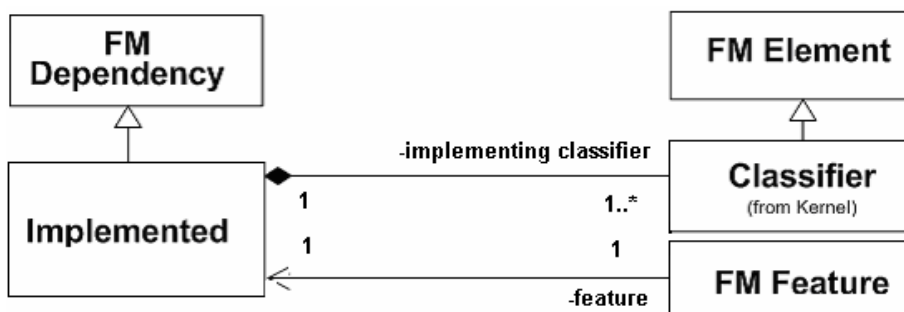 FM
Dependency
FM Element
-implementing classifier
Classifier
(from Kernel)
1
1..*
Implemented
1
1
FM Feature
-feature